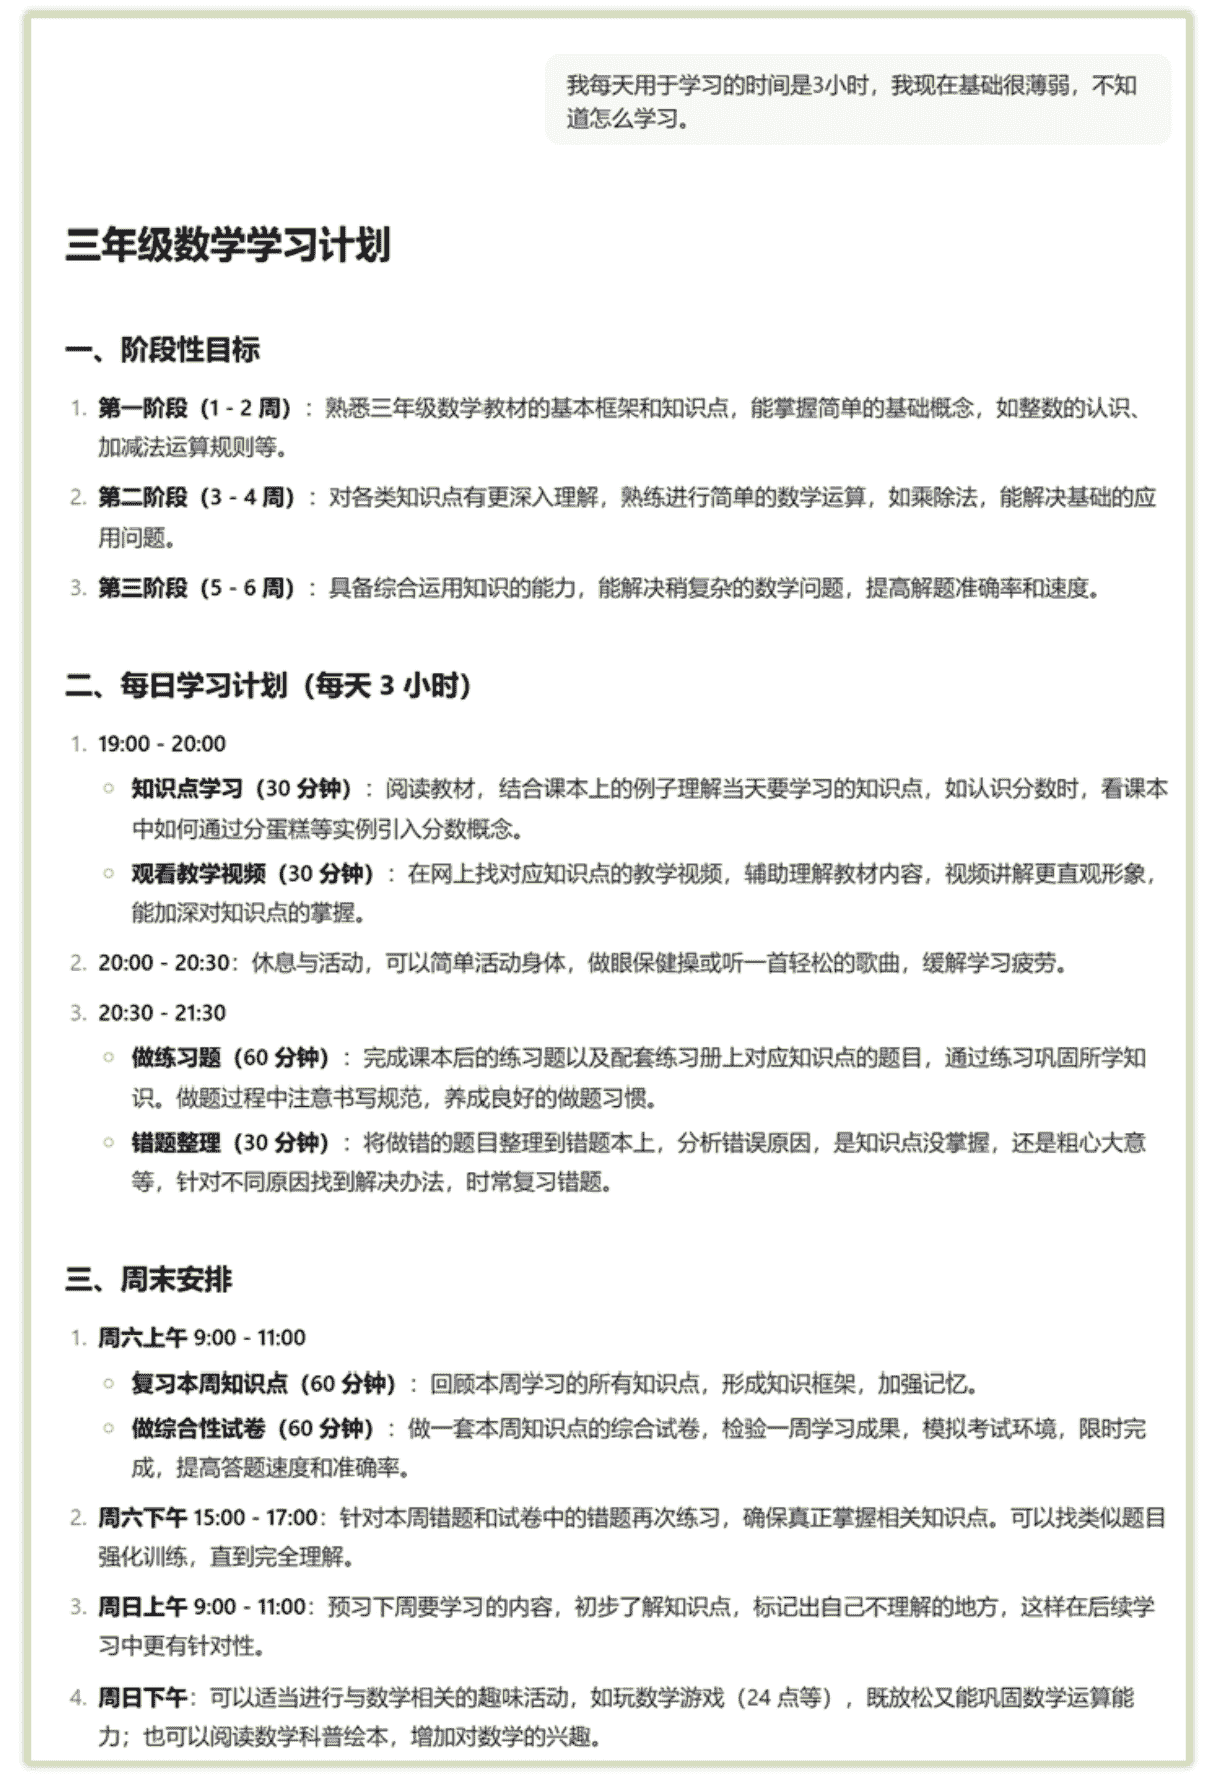 我每天用于学习的时间是3小时，我现在基础很薄弱，不知
道怎么学习。
三年级数学学习计划
一、阶段性目标
1. 第一阶段（1 - 2 周）：熟悉三年级数学教材的基本框架和知识点，能掌握简单的基础概念，如整数的认识、
加减法运算规则等。
2. 第二阶段（3 - 4 周）：对各类知识点有更深入理解，熟练进行简单的数学运算，如乘除法，能解决基础的应
用问题。
3. 第三阶段（5 - 6 周）：具备综合运用知识的能力，能解决稍复杂的数学问题，提高解题准确率和速度。
二、每日学习计划（每天 3 小时）
1. 19:00 - 20:00
○ 知识点学习（30 分钟）：阅读教材，结合课本上的例子理解当天要学习的知识点，如认识分数时，看课本
中如何通过分蛋糕等实例引入分数概念。
○ 观看教学视频（30 分钟）：在网上找对应知识点的教学视频，辅助理解教材内容，视频讲解更直观形象，
能加深对知识点的掌握。
2. 20:00 - 20:30：休息与活动，可以简单活动身体，做眼保健操或听一首轻松的歌曲，缓解学习疲劳。
3. 20:30 - 21:30
○ 做练习题（60 分钟）：完成课本后的练习题以及配套练习册上对应知识点的题目，通过练习巩固所学知
识。做题过程中注意书写规范，养成良好的做题习惯。
○ 错题整理（30 分钟）：将做错的题目整理到错题本上，分析错误原因，是知识点没掌握，还是粗心大意
等，针对不同原因找到解决办法，时常复习错题。
三、周末安排
1. 周六上午 9:00 - 11:00
○ 复习本周知识点（60 分钟）：回顾本周学习的所有知识点，形成知识框架，加强记忆。
○ 做综合性试卷（60 分钟）：做一套本周知识点的综合试卷，检验一周学习成果，模拟考试环境，限时完
成，提高答题速度和准确率。
2. 周六下午 15:00 - 17:00：针对本周错题和试卷中的错题再次练习，确保真正掌握相关知识点。可以找类似题目
强化训练，直到完全理解。
3. 周日上午 9:00 - 11:00：预习下周要学习的内容，初步了解知识点，标记出自己不理解的地方，这样在后续学
习中更有针对性。
4. 周日下午：可以适当进行与数学相关的趣味活动，如玩数学游戏（24 点等），既放松又能巩固数学运算能
力；也可以阅读数学科普绘本，增加对数学的兴趣。